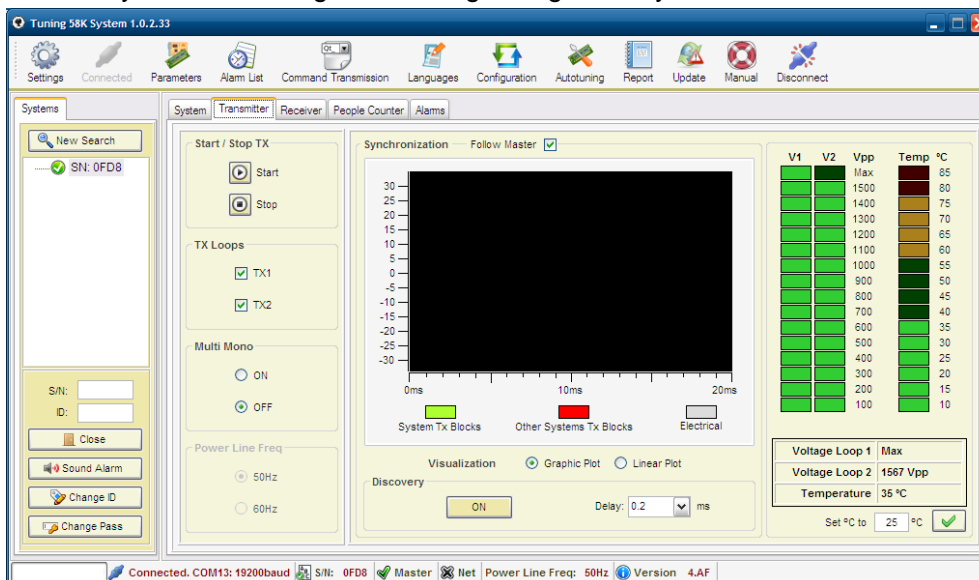 Tuning 58K System 1.0.2.33
Settings Connected Parameters Alarm List Command Transmission Languages Configuration Autotuning Report Update Manual Disconnect
Systems
System Transmitter Receiver People Counter Alarms
New Search
SN: 0FD8
S/N:
ID:
Close
Sound Alarm
Change ID
Change Pass
Start / Stop TX
Start
Stop
TX Loops
TX1
TX2
Multi Mono
ON
OFF
Power Line Freq
50Hz
60Hz
Synchronization Follow Master
30
25
20
15
10
5
0
-5
-10
-15
-20
-25
-30
0ms 10ms 20ms
System Tx Blocks Other Systems Tx Blocks Electrical
Visualization Graphic Plot Linear Plot
Discovery
ON Delay: 0.2 ms
V1 V2 Vpp Temp ºC
Max 85
1500 80
1400 75
1300 70
1200 65
1100 60
1000 55
900 50
800 45
700 40
600 35
500 30
400 25
300 20
200 15
100 10
Voltage Loop 1 Max
Voltage Loop 2 1567 Vpp
Temperature 35 ºC
Set ºC to 25 ºC
Connected. COM13: 19200baud S/N: 0FD8 Master Net Power Line Freq: 50Hz Version 4.AF